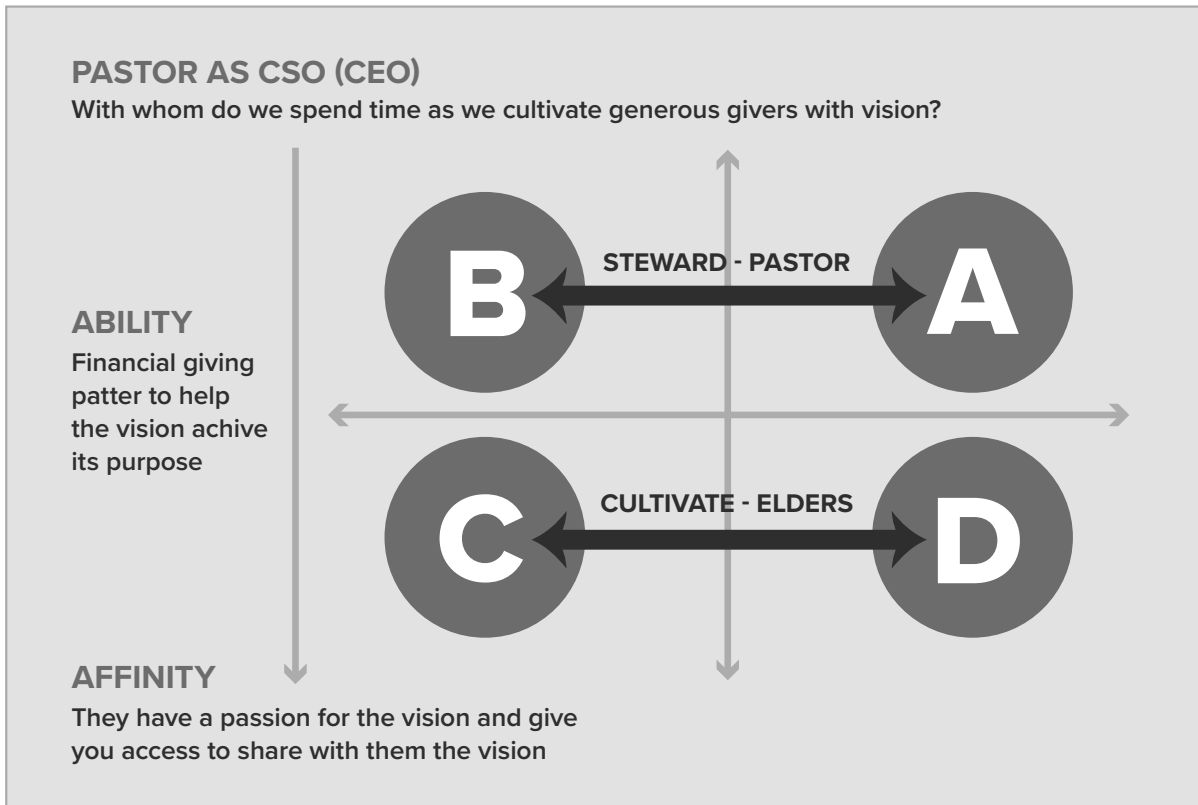 PASTOR AS CSO (CEO)
With whom do we spend time as we cultivate generous givers with vision?
B
STEWARD - PASTOR
A
ABILITY
Financial giving
patter to help
the vision achive
its purpose
C
CULTIVATE - ELDERS
D
AFFINITY
They have a passion for the vision and give
you access to share with them the vision